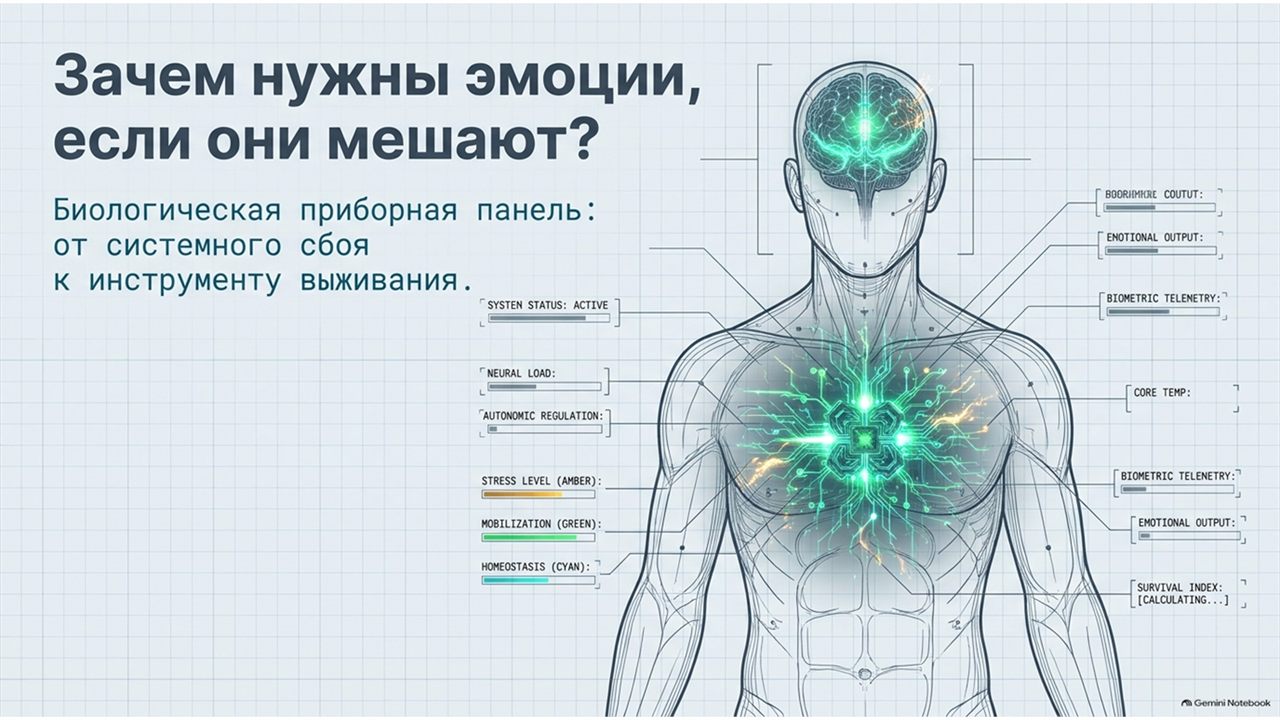 Зачем нужны эмоции,
если они мешают?
Биологическая приборная панель:
от системного сбоя
к инструменту выживания.
SYSTEN STATUS: ACTIVE
NEURAL LOAD:
AUTONOMIC REGULATION:
STRESS LEVEL (AMBER):
MOBILIZATION (GREEN):
HOMEOSTASIS (CYAN):
COUTUT:
EMOTIONAL OUTPUT:
BIOMETRIC TELEMETRY:
CORE TEMP:
BIOMETRIC TELEMETRY:
EMOTIONAL OUTPUT:
SURVIVAL INDEX:
[CALCULATING...]
Gemini Notebook